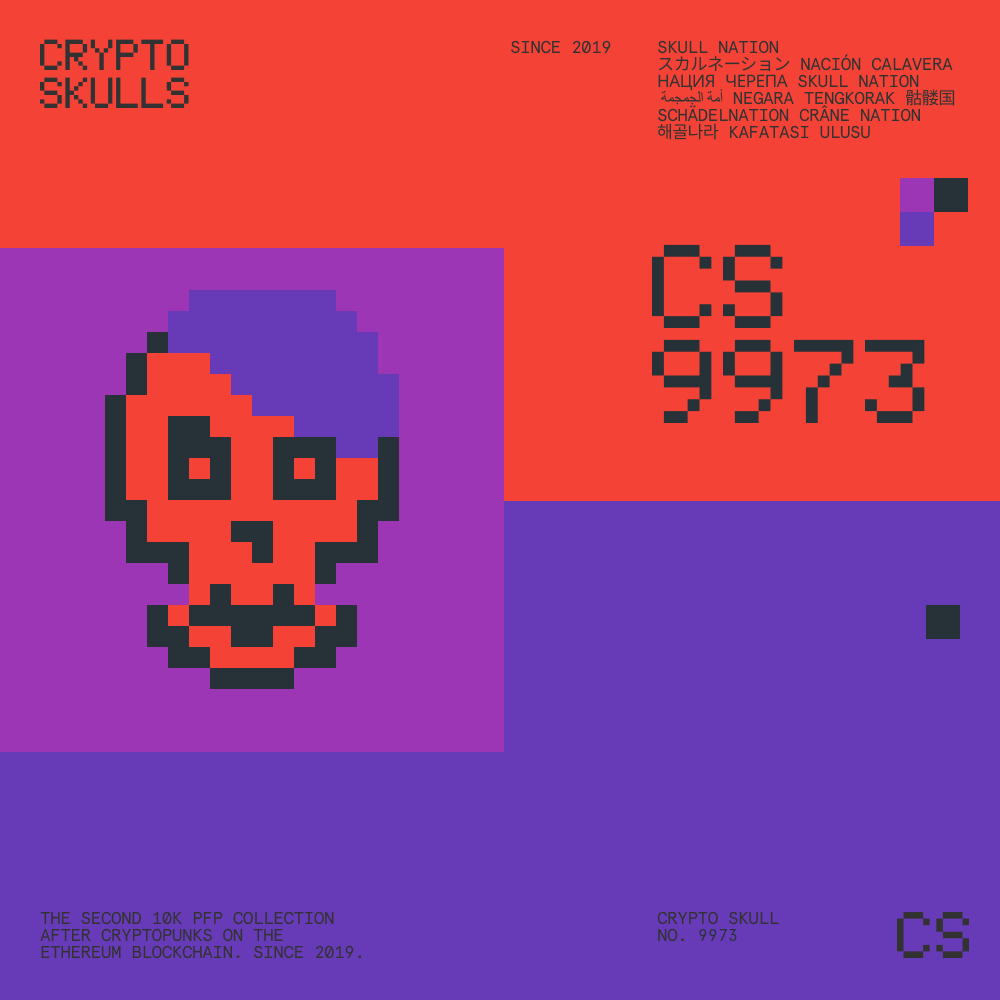 CRYPTO
SKULLS
SINCE 2019
SKULL NATION
スカルネーション NACIÓN CALAVERA
НАЦИЯ ЧЕРЕПА SKULL NATION
أمة الجمجمة NEGARA TENGKORAK 骷髅国
SCHÄDELNATION CRÂNE NATION
해골나라 KAFATASI ULUSU
CS
9973
THE SECOND 10K PFP COLLECTION
AFTER CRYPTOPUNKS ON THE
ETHEREUM BLOCKCHAIN. SINCE 2019.
CRYPTO SKULL
NO. 9973
CS